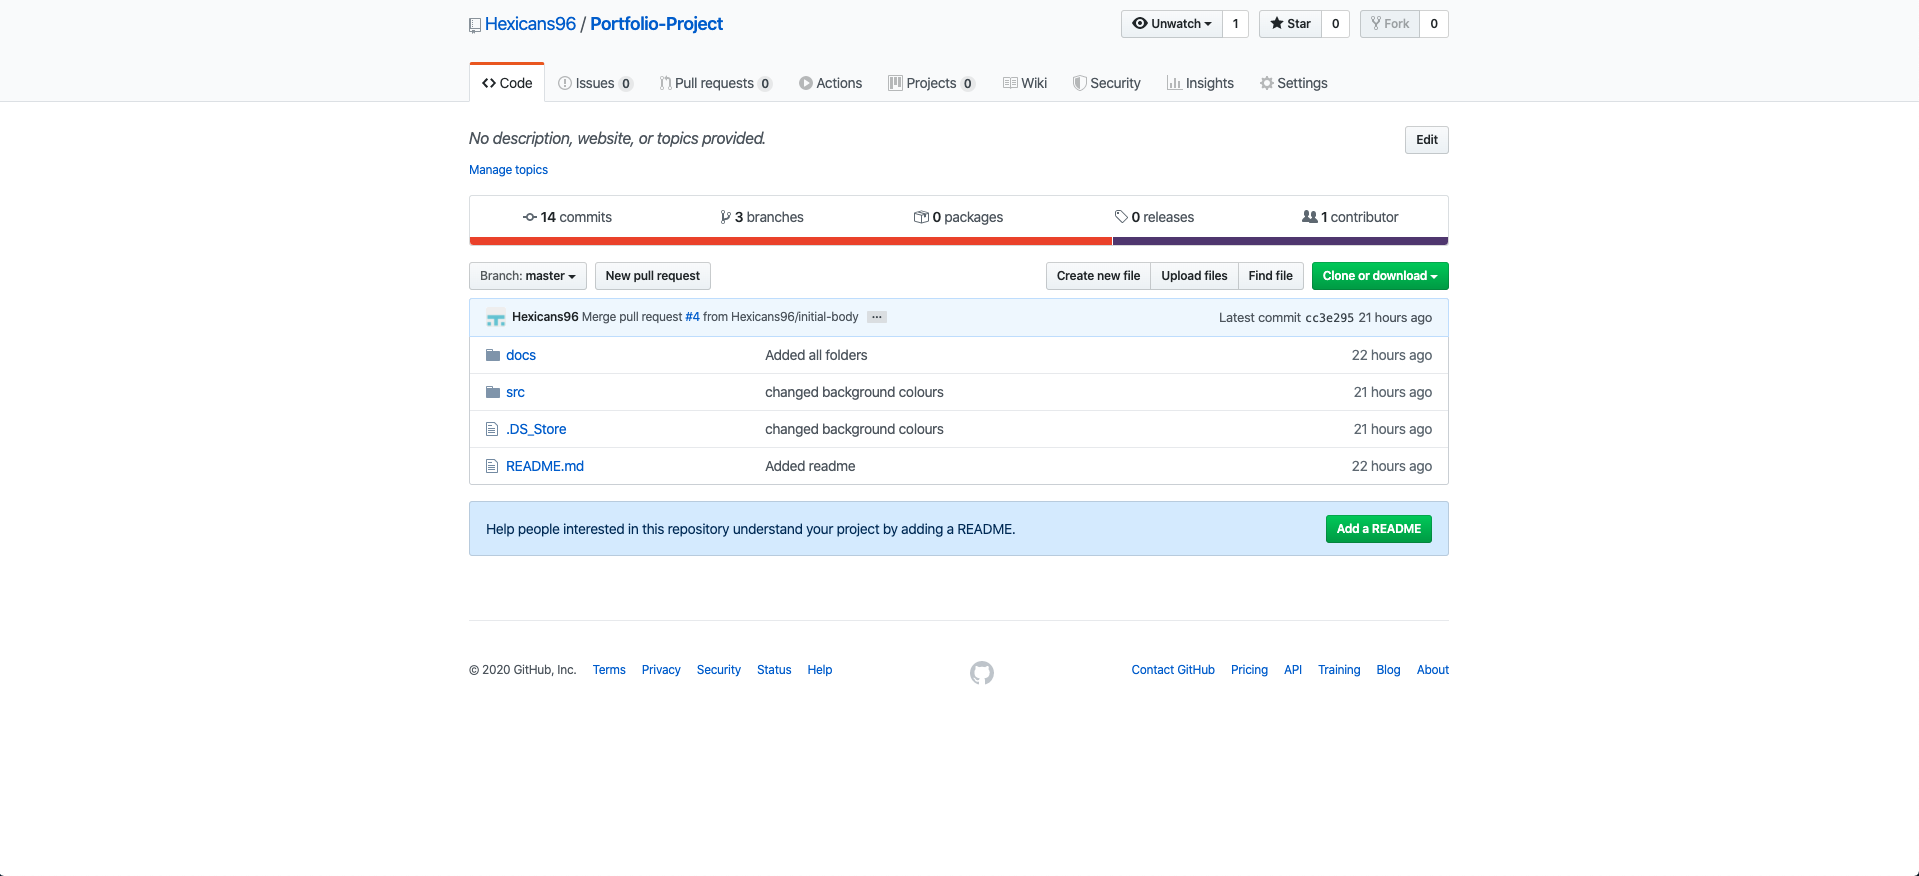 Hexicans96 / Portfolio-Project
Unwatch 1 Star 0 Fork 0
Code Issues 0 Pull requests 0 Actions Projects 0 Wiki Security Insights Settings
No description, website, or topics provided. Edit
Manage topics
14 commits 3 branches 0 packages 0 releases 1 contributor
Branch: master New pull request Create new file Upload files Find file Clone or download
Hexicans96 Merge pull request #4 from Hexicans96/initial-body ... Latest commit cc3e295 21 hours ago
docs Added all folders 22 hours ago
src changed background colours 21 hours ago
.DS_Store changed background colours 21 hours ago
README.md Added readme 22 hours ago
Help people interested in this repository understand your project by adding a README. Add a README
© 2020 GitHub, Inc. Terms Privacy Security Status Help Contact GitHub Pricing API Training Blog About